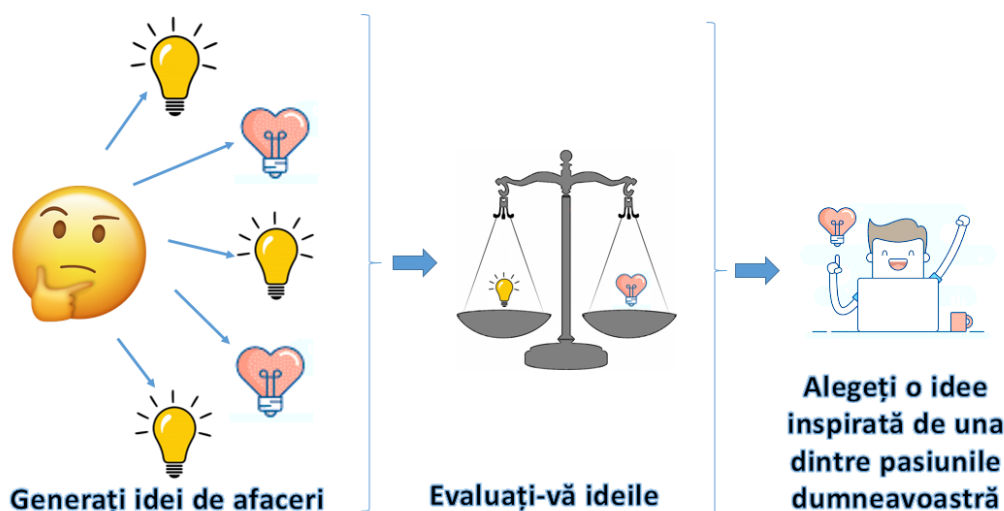 Generați idei de afaceri
Evaluați-vă ideile
Alegeți o idee
inspirată de una
dintre pasiunile
dumneavoastră